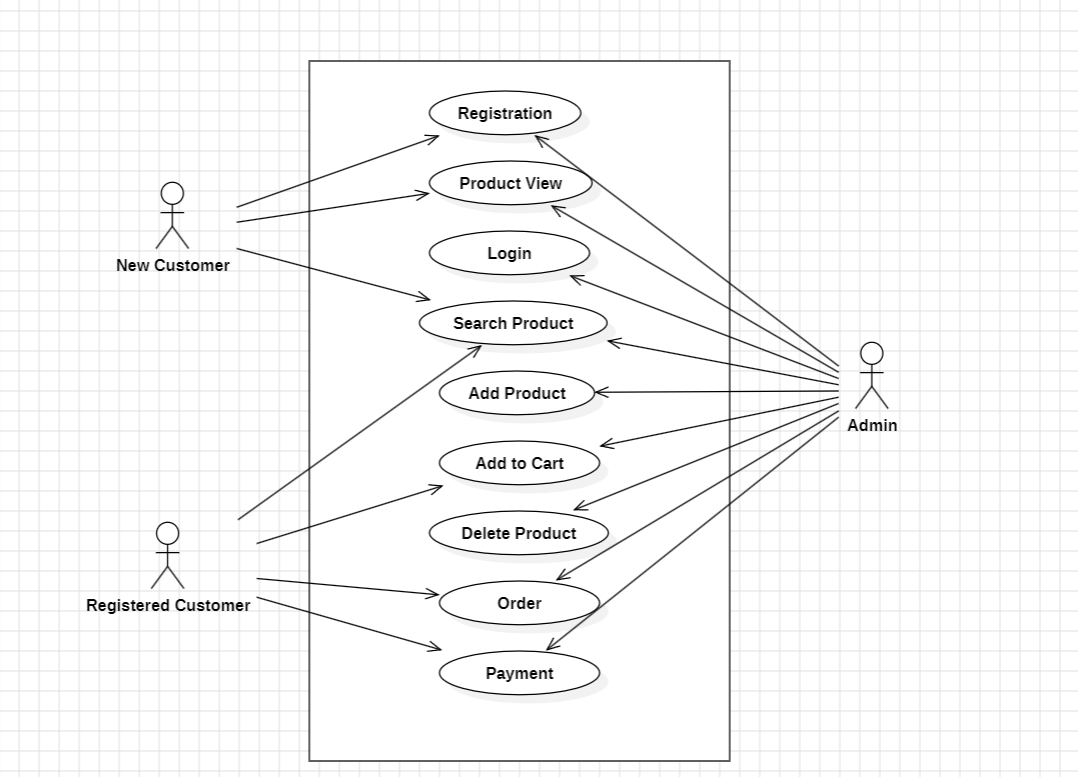 Registration
Product View
Login
Search Product
Add Product
Add to Cart
Delete Product
Order
Payment
New Customer
Registered Customer
Admin